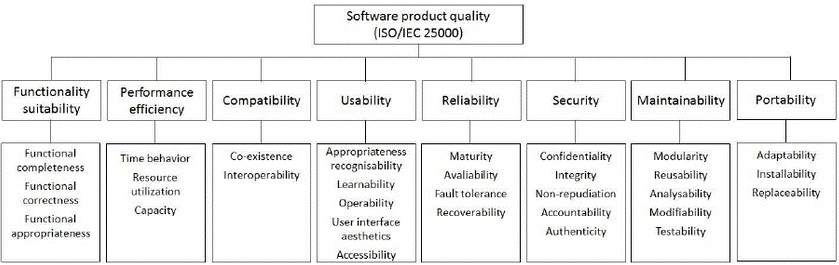 Software product quality
(ISO/IEC 25000)
Functionality
suitability
Performance
efficiency
Compatibility
Usability
Reliability
Security
Maintainability
Portability
Functional
completeness
Functional
correctness
Functional
appropriateness
Time behavior
Resource
utilization
Capacity
Co-existence
Interoperability
Appropriateness
recognisability
Learnability
Operability
User interface
aesthetics
Accessibility
Maturity
Avaliability
Fault tolerance
Recoverability
Confidentiality
Integrity
Non-repudiation
Accountability
Authenticity
Modularity
Reusability
Analysability
Modifiability
Testability
Adaptability
Installability
Replaceability